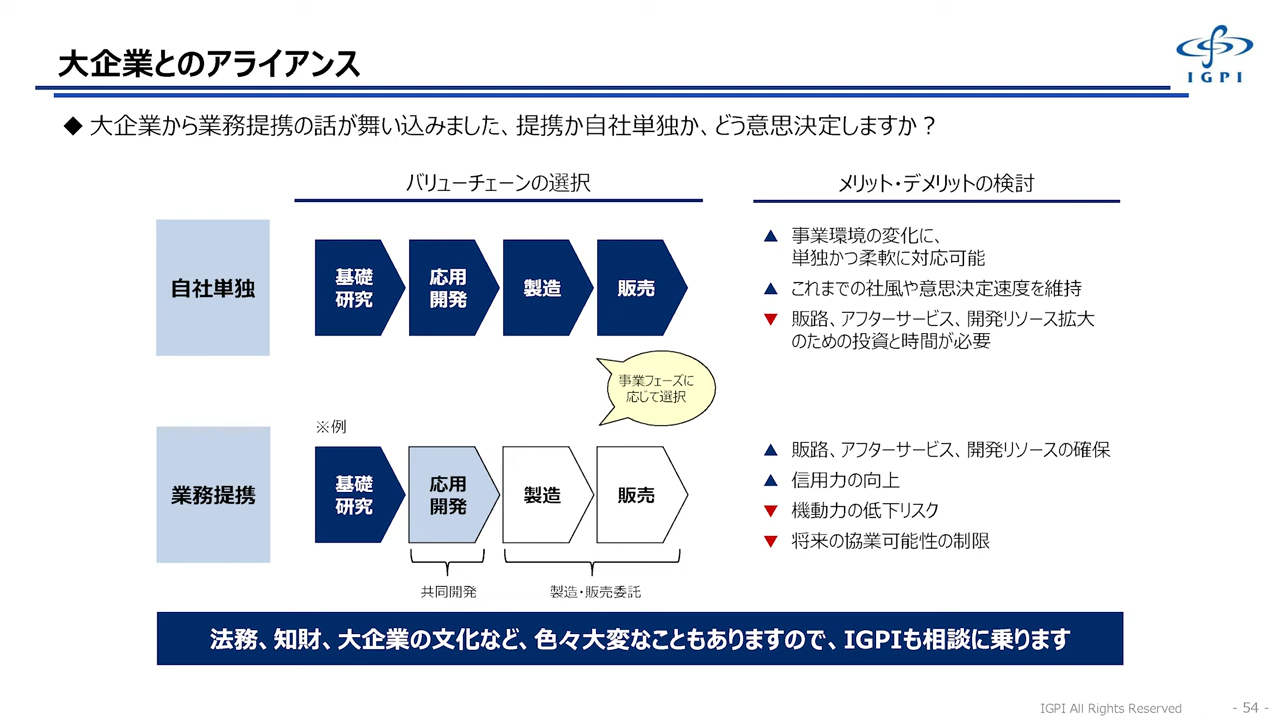 大企業とのアライアンス
IGPI
◆ 大企業から業務提携の話が舞い込みました、提携か自社単独か、どう意思決定しますか？
バリューチェーンの選択
メリット・デメリットの検討
自社単独
基礎
研究
応用
開発
製造
販売
▲ 事業環境の変化に、
単独かつ柔軟に対応可能
▲ これまでの社風や意思決定速度を維持
▼ 販路、アフターサービス、開発リソース拡大
のための投資と時間が必要
事業フェーズに
応じて選択
※例
業務提携
基礎
研究
応用
開発
製造
販売
共同開発
製造・販売委託
▲ 販路、アフターサービス、開発リソースの確保
▲ 信用力の向上
▼ 機動力の低下リスク
▼ 将来の協業可能性の制限
法務、知財、大企業の文化など、色々大変なこともありますので、IGPIも相談に乗ります
IGPI All Rights Reserved
- 54 -